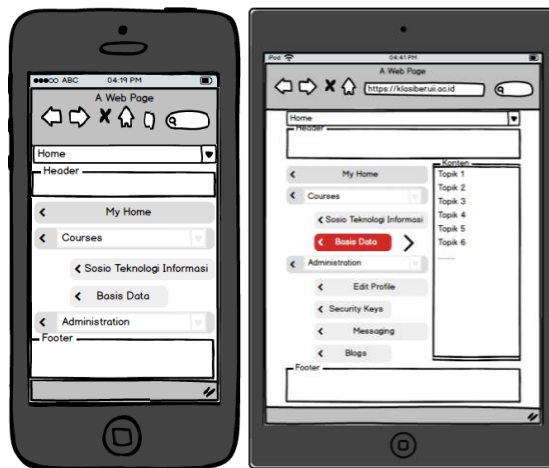 ABC 04:19 PM
A Web Page
Home
Header
My Home
Courses
Sosio Teknologi Informasi
Basis Data
Administration
Footer
iPod 04:41 PM
A Web Page
https://klasiberuii.ac.id
Home
Header
My Home
Courses
Sosio Teknologi Informasi
Basis Data
Administration
Edit Profile
Security Keys
Messaging
Blogs
Konten
Topik 1
Topik 2
Topik 3
Topik 4
Topik 5
Topik 6
Footer